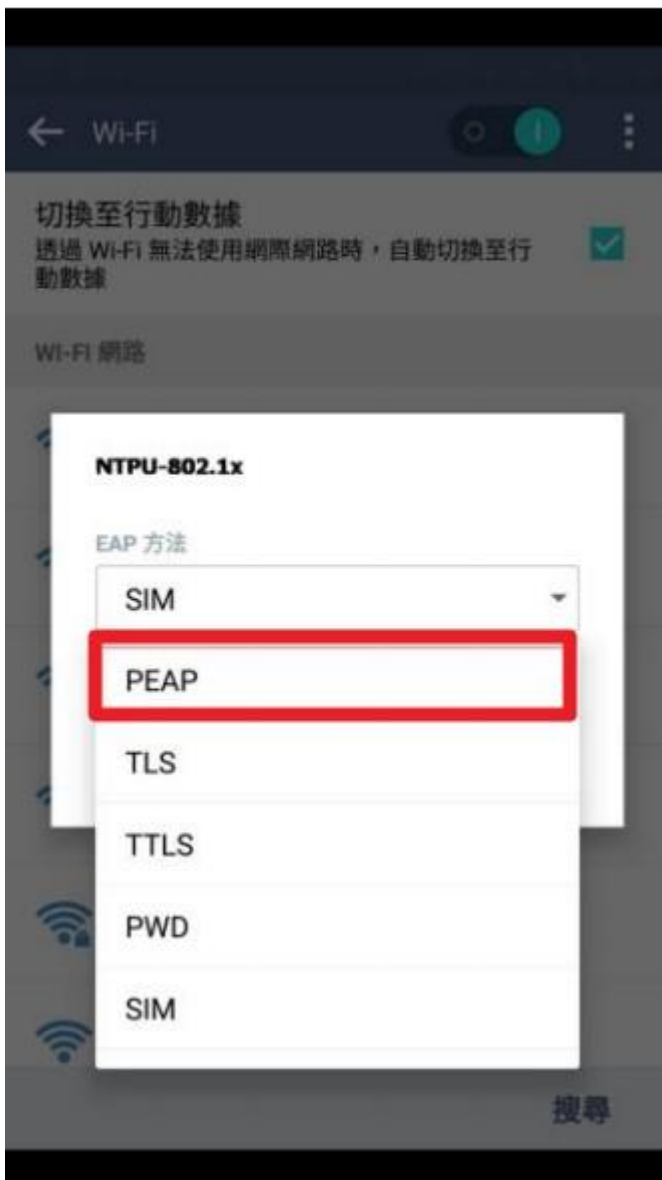 Wi-Fi
切換至行動數據
透過 Wi-Fi 無法使用網際網路時，自動切換至行
動數據
WI-FI 網路
NTPU-802.1x
EAP 方法
SIM
PEAP
TLS
TTLS
PWD
SIM
搜尋